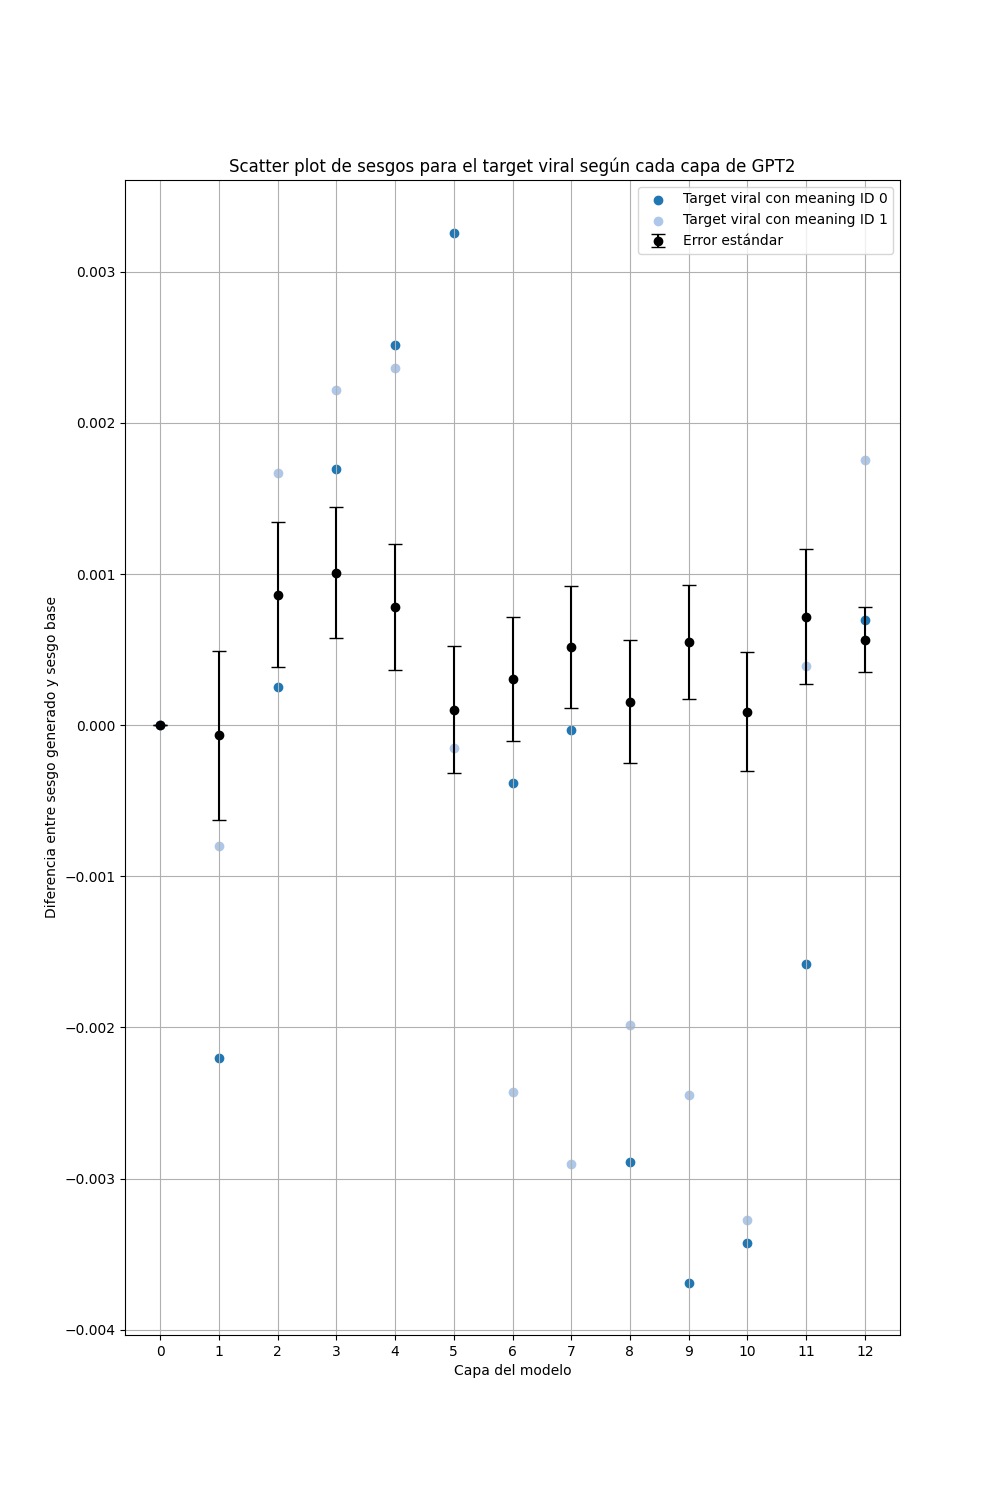 Scatter plot de sesgos para el target viral según cada capa de GPT2
Target viral con meaning ID 0
Target viral con meaning ID 1
Error estándar
Diferencia entre sesgo generado y sesgo base
0.003
0.002
0.001
0.000
−0.001
−0.002
−0.003
−0.004
0 1 2 3 4 5 6 7 8 9 10 11 12
Capa del modelo